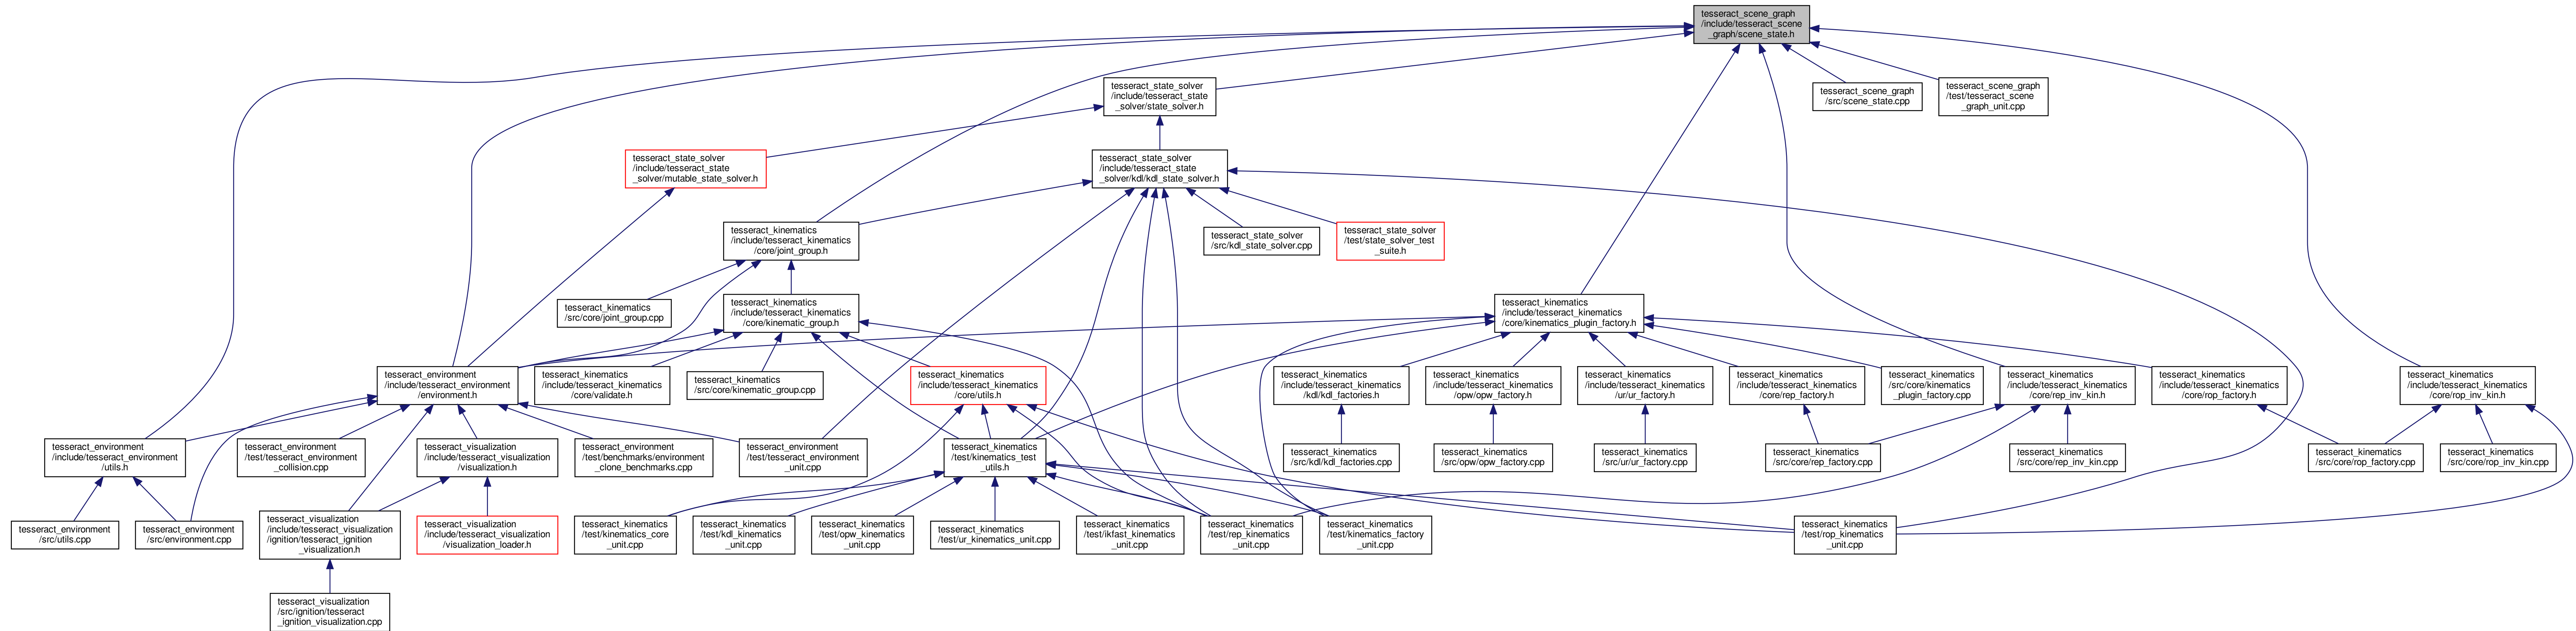 tesseract_scene_graph
/include/tesseract_scene
_graph/scene_state.h
tesseract_state_solver
/include/tesseract_state
_solver/state_solver.h
tesseract_scene_graph
/src/scene_state.cpp
tesseract_scene_graph
/test/tesseract_scene
_graph_unit.cpp
tesseract_state_solver
/include/tesseract_state
_solver/mutable_state_solver.h
tesseract_state_solver
/include/tesseract_state
_solver/kdl/kdl_state_solver.h
tesseract_kinematics
/include/tesseract_kinematics
/core/joint_group.h
tesseract_state_solver
/src/kdl_state_solver.cpp
tesseract_state_solver
/test/state_solver_test
_suite.h
tesseract_kinematics
/src/core/joint_group.cpp
tesseract_kinematics
/include/tesseract_kinematics
/core/kinematic_group.h
tesseract_kinematics
/include/tesseract_kinematics
/core/kinematics_plugin_factory.h
tesseract_environment
/include/tesseract_environment
/environment.h
tesseract_kinematics
/include/tesseract_kinematics
/core/validate.h
tesseract_kinematics
/src/core/kinematic_group.cpp
tesseract_kinematics
/include/tesseract_kinematics
/core/utils.h
tesseract_kinematics
/include/tesseract_kinematics
/kdl/kdl_factories.h
tesseract_kinematics
/include/tesseract_kinematics
/opw/opw_factory.h
tesseract_kinematics
/include/tesseract_kinematics
/ur/ur_factory.h
tesseract_kinematics
/include/tesseract_kinematics
/core/rep_factory.h
tesseract_kinematics
/src/core/kinematics
_plugin_factory.cpp
tesseract_kinematics
/include/tesseract_kinematics
/core/rep_inv_kin.h
tesseract_kinematics
/include/tesseract_kinematics
/core/rop_factory.h
tesseract_kinematics
/include/tesseract_kinematics
/core/rop_inv_kin.h
tesseract_environment
/include/tesseract_environment
/utils.h
tesseract_environment
/test/tesseract_environment
_collision.cpp
tesseract_visualization
/include/tesseract_visualization
/visualization.h
tesseract_environment
/test/benchmarks/environment
_clone_benchmarks.cpp
tesseract_environment
/test/tesseract_environment
_unit.cpp
tesseract_kinematics
/test/kinematics_test
_utils.h
tesseract_kinematics
/src/kdl/kdl_factories.cpp
tesseract_kinematics
/src/opw/opw_factory.cpp
tesseract_kinematics
/src/ur/ur_factory.cpp
tesseract_kinematics
/src/core/rep_factory.cpp
tesseract_kinematics
/src/core/rep_inv_kin.cpp
tesseract_kinematics
/src/core/rop_factory.cpp
tesseract_kinematics
/src/core/rop_inv_kin.cpp
tesseract_environment
/src/utils.cpp
tesseract_environment
/src/environment.cpp
tesseract_visualization
/include/tesseract_visualization
/ignition/tesseract_ignition
_visualization.h
tesseract_visualization
/include/tesseract_visualization
/visualization_loader.h
tesseract_kinematics
/test/kinematics_core
_unit.cpp
tesseract_kinematics
/test/kdl_kinematics
_unit.cpp
tesseract_kinematics
/test/opw_kinematics
_unit.cpp
tesseract_kinematics
/test/ur_kinematics_unit.cpp
tesseract_kinematics
/test/ikfast_kinematics
_unit.cpp
tesseract_kinematics
/test/rep_kinematics
_unit.cpp
tesseract_kinematics
/test/kinematics_factory
_unit.cpp
tesseract_kinematics
/test/rop_kinematics
_unit.cpp
tesseract_visualization
/src/ignition/tesseract
_ignition_visualization.cpp